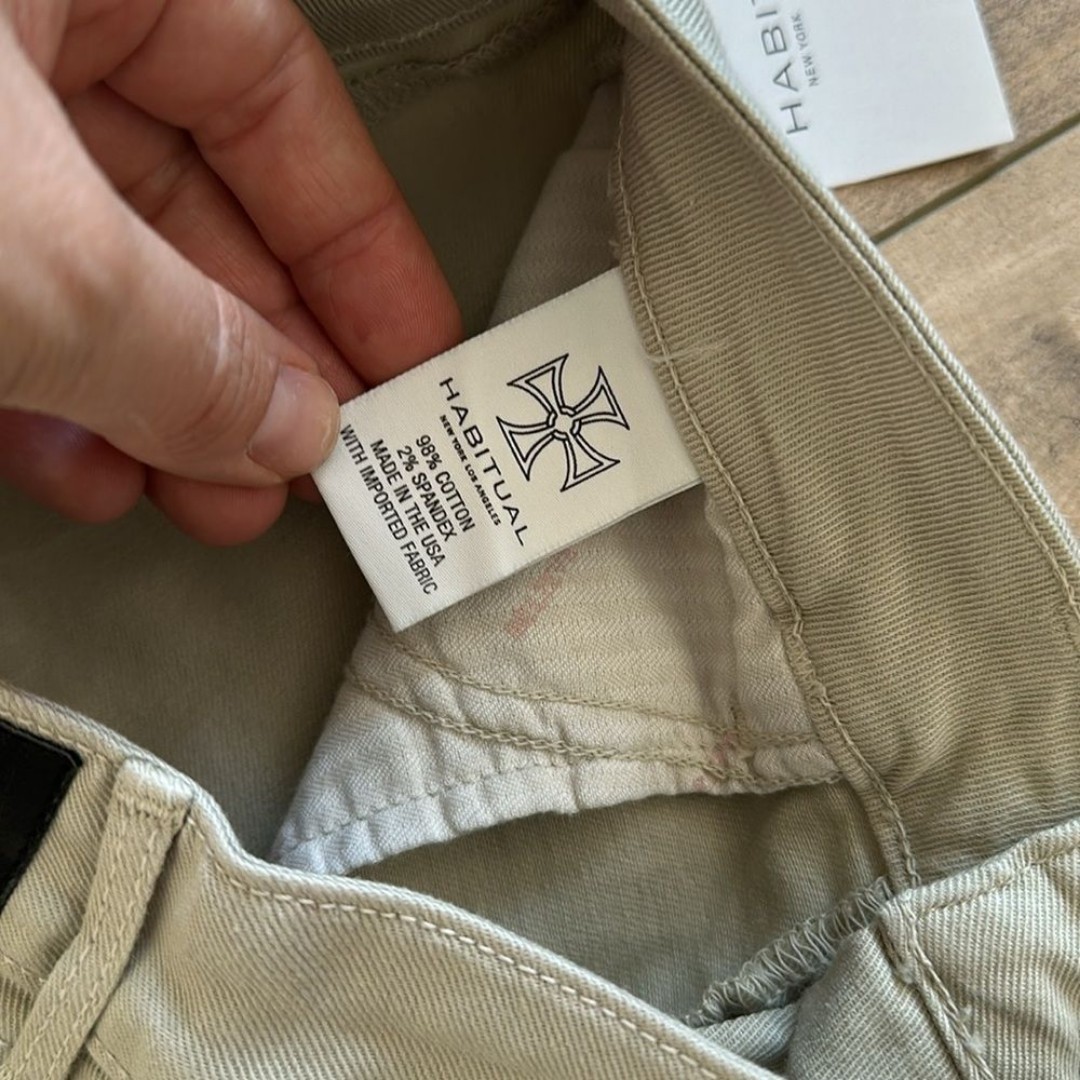 HABITUAL
NEW YORK LOS ANGELES
98% COTTON
2% SPANDEX
MADE IN THE USA
WITH IMPORTED FABRIC
HABIT
NEW YORK